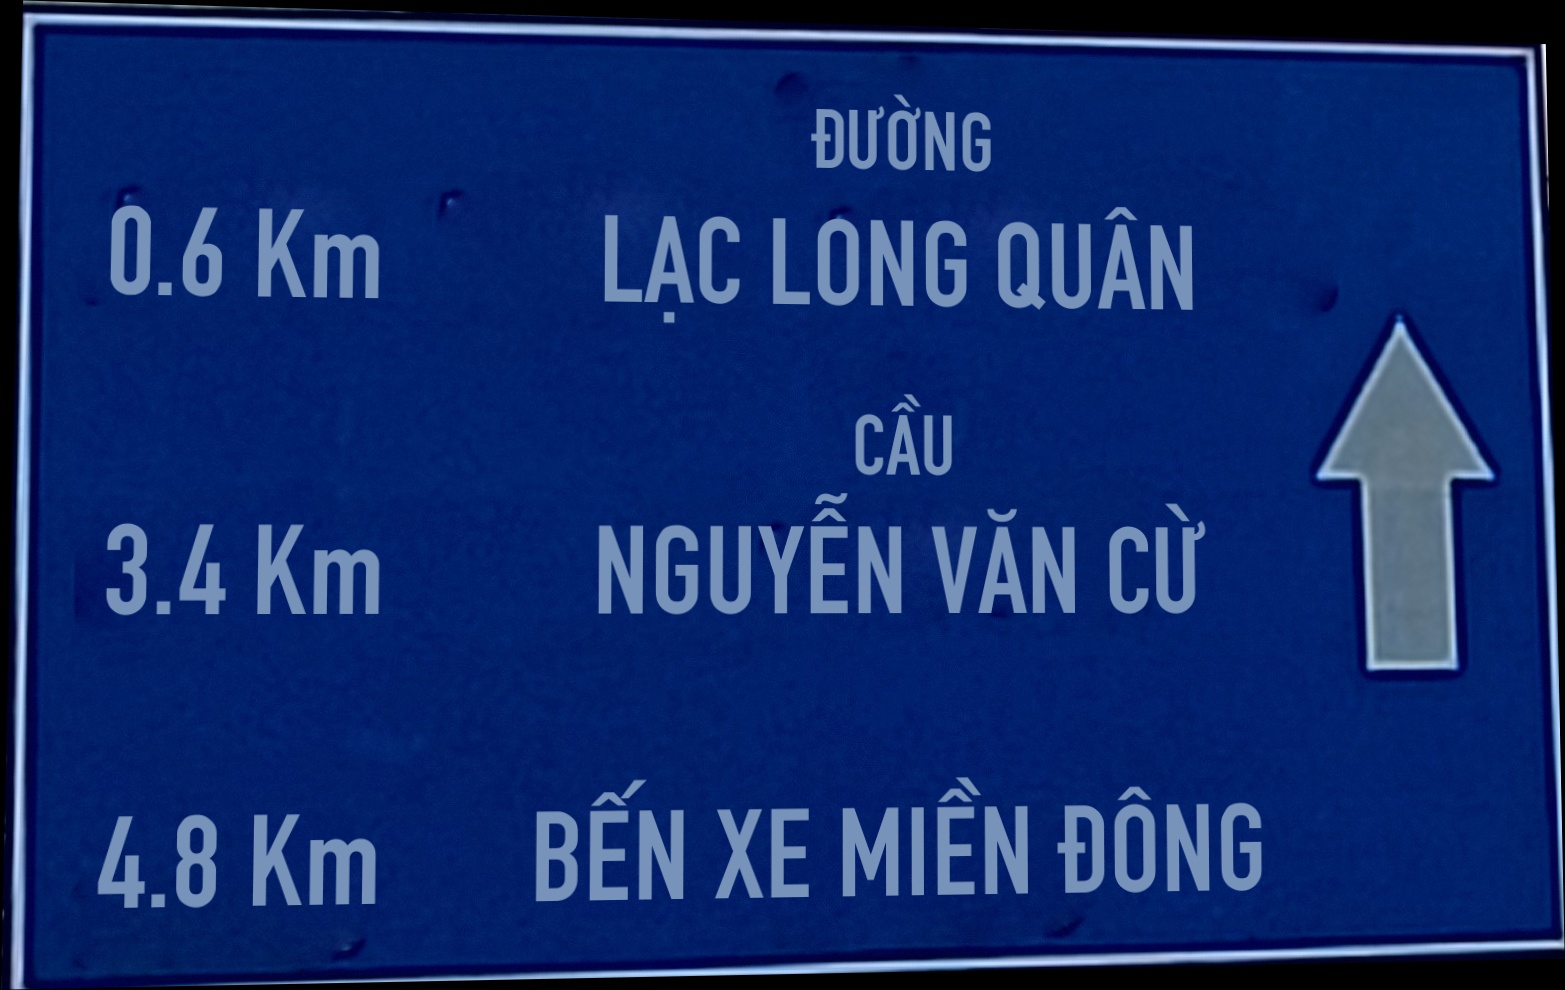 ĐƯỜNG
0.6 Km LẠC LONG QUÂN
CẦU
3.4 Km NGUYỄN VĂN CỪ
4.8 Km BẾN XE MIỀN ĐÔNG